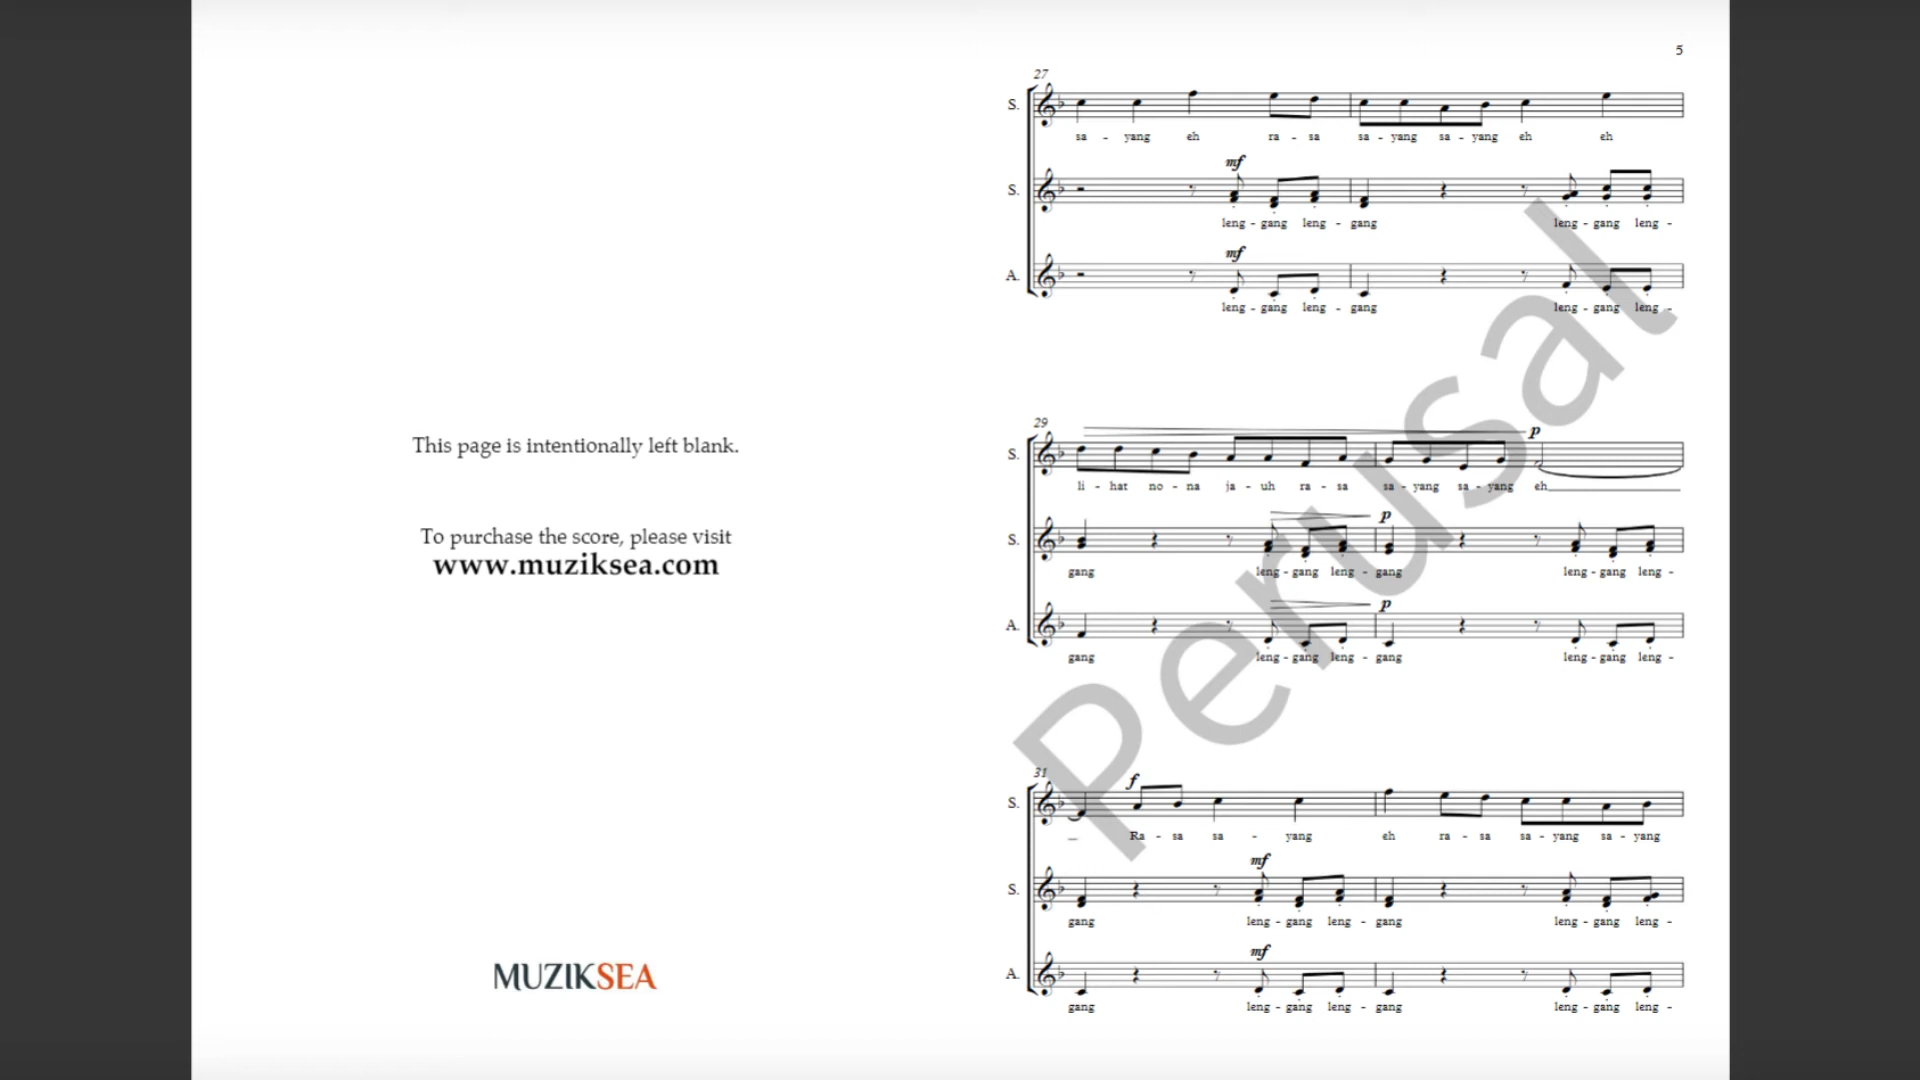 This page is intentionally left blank.
To purchase the score, please visit
www.muziksea.com
MUZIKSEA
5
27
S.
sa - yang eh ra - sa sa - yang sa - yang eh eh
mf
S.
leng - gang leng - gang leng - gang leng -
mf
A.
leng - gang leng - gang leng - gang leng -
29
p
S.
li - hat no - na ja - uh ra - sa sa - yang sa - yang eh
p
S.
gang leng - gang leng - gang leng - gang leng -
p
A.
gang leng - gang leng - gang leng - gang leng -
31
f
S.
Ra - sa sa - yang eh ra - sa sa - yang sa - yang
mf
S.
gang leng - gang leng - gang leng - gang leng -
mf
A.
gang leng - gang leng - gang leng - gang leng -
Perusal